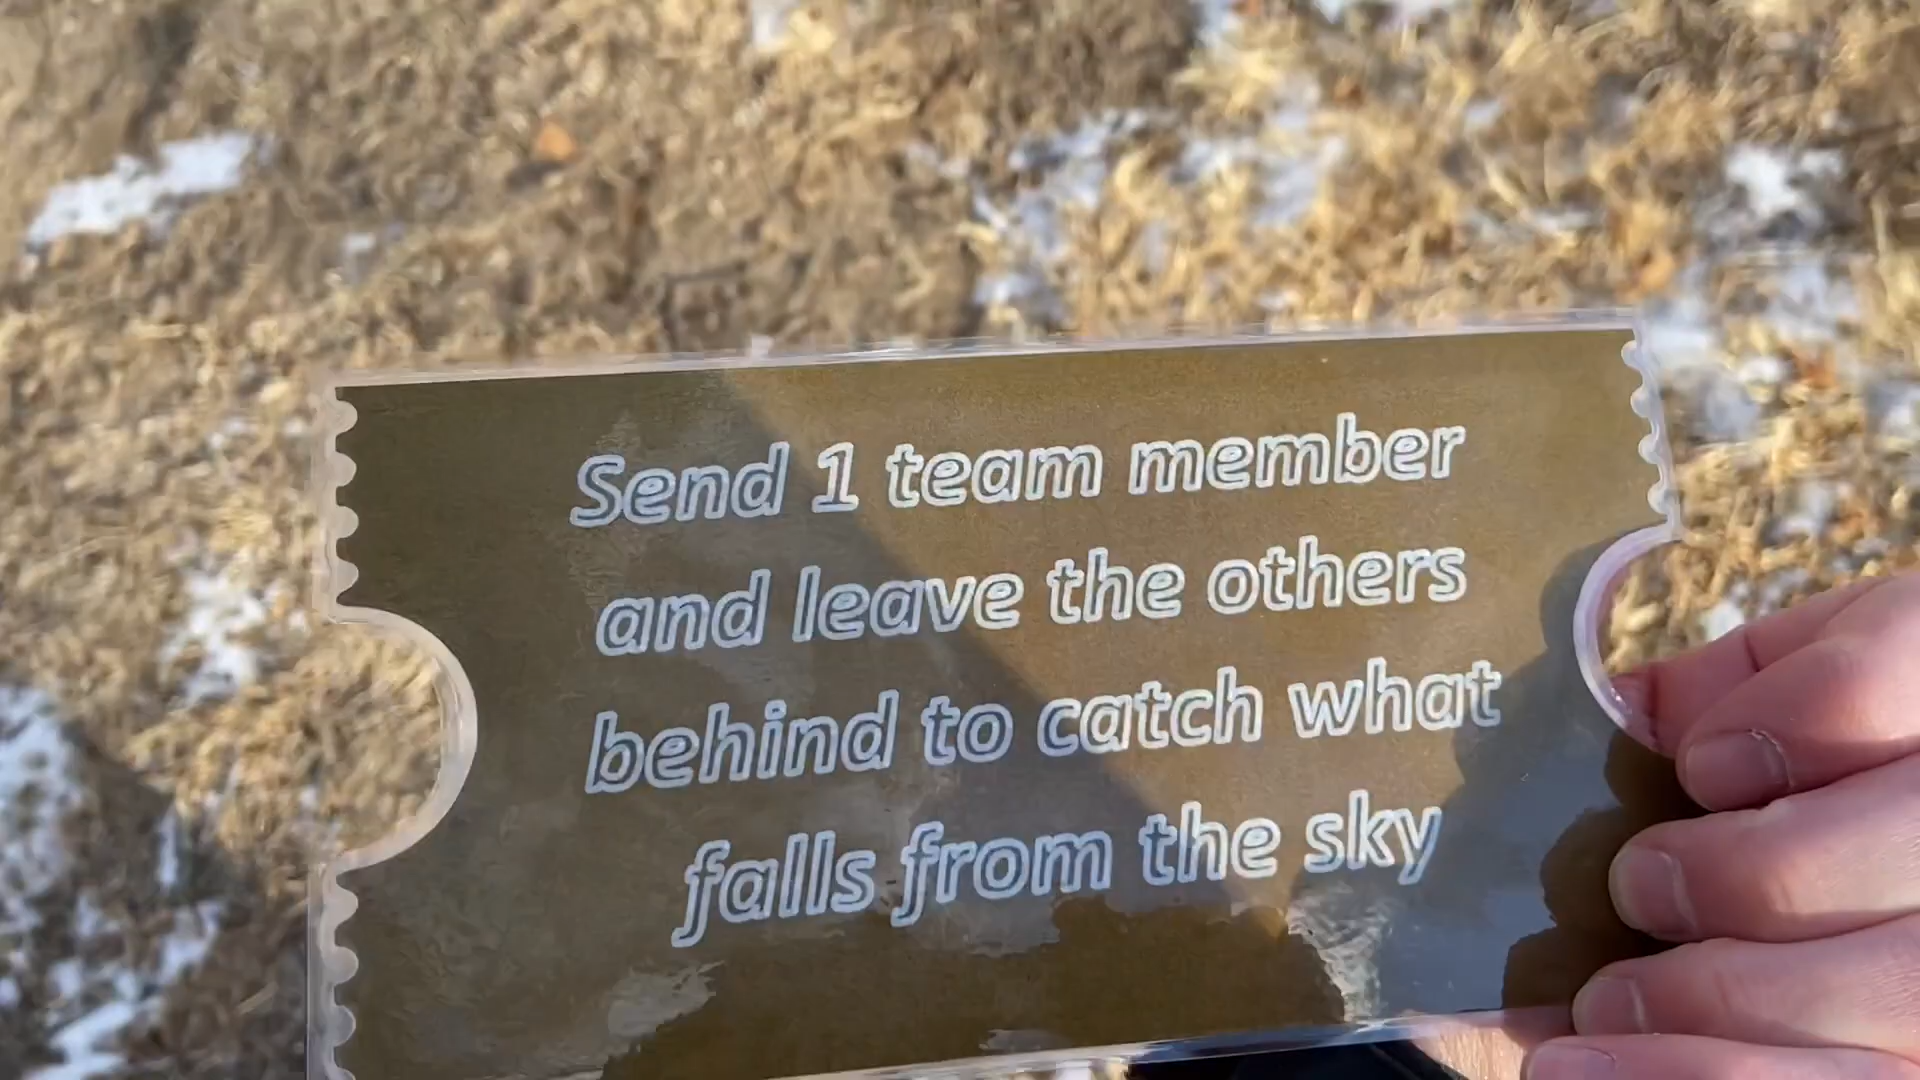 Send 1 team member
and leave the others
behind to catch what
falls from the sky